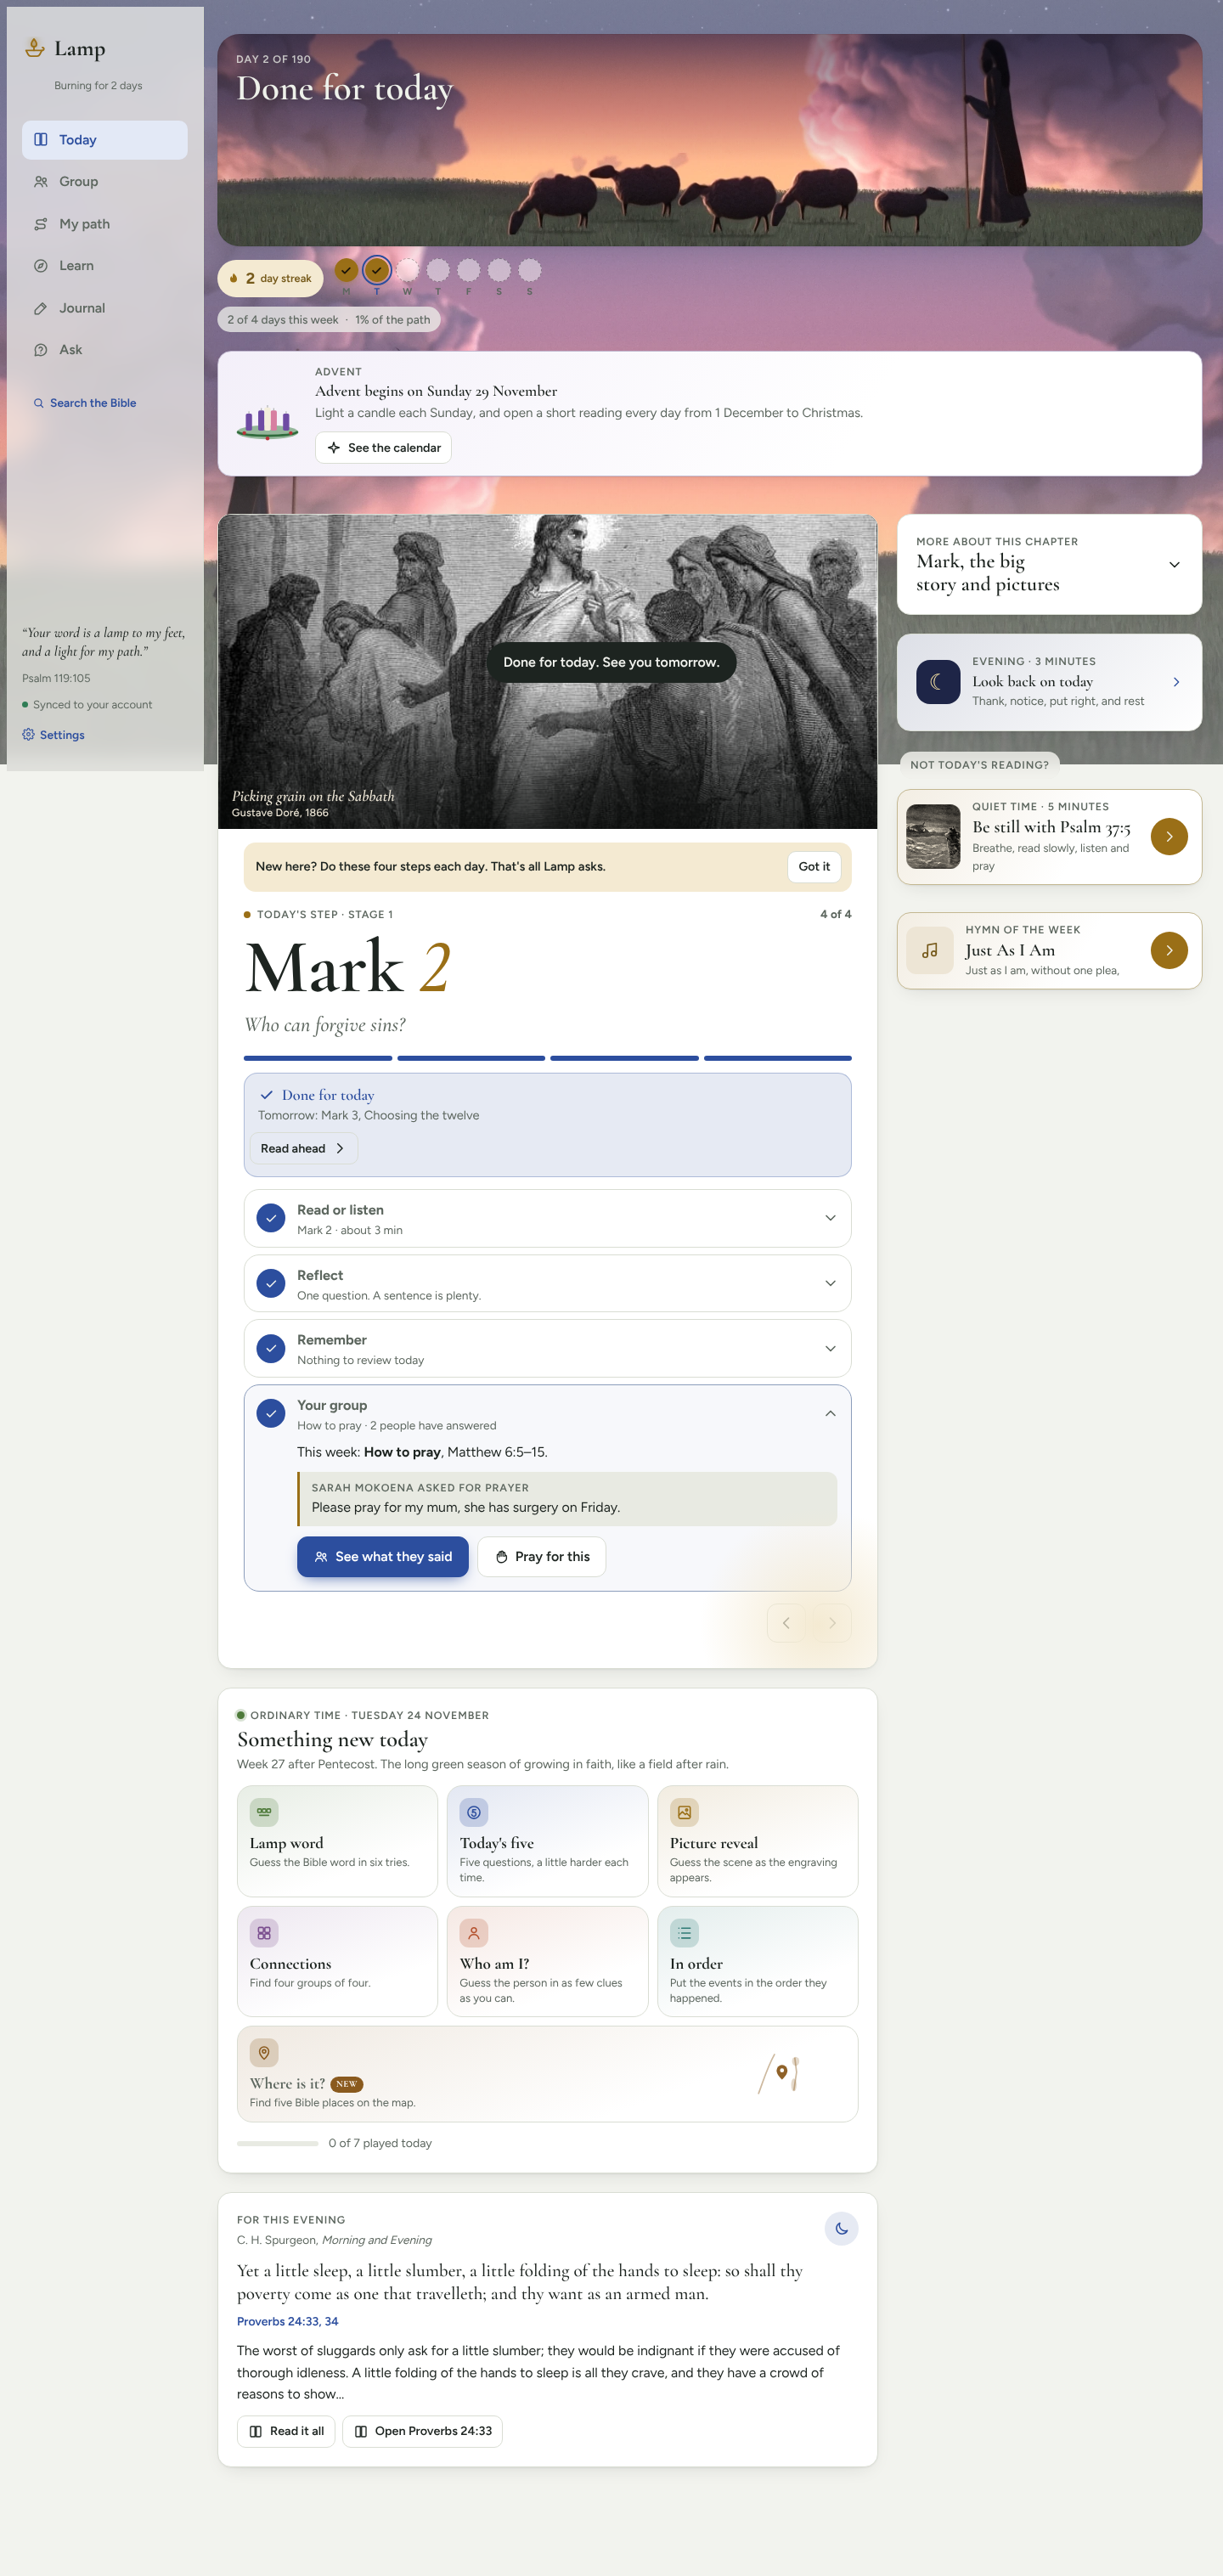 Lamp
Burning for 2 days
Today
Group
My path
Learn
Journal
Ask
Search the Bible
“Your word is a lamp to my feet,
and a light for my path.”
Psalm 119:105
Synced to your account
Settings
DAY 2 OF 190
Done for today
2 day streak
M T W T F S S
2 of 4 days this week · 1% of the path
ADVENT
Advent begins on Sunday 29 November
Light a candle each Sunday, and open a short reading every day from 1 December to Christmas.
See the calendar
Done for today. See you tomorrow.
Picking grain on the Sabbath
Gustave Doré, 1866
New here? Do these four steps each day. That's all Lamp asks.
Got it
TODAY'S STEP · STAGE 1
4 of 4
Mark 2
Who can forgive sins?
Done for today
Tomorrow: Mark 3, Choosing the twelve
Read ahead
Read or listen
Mark 2 · about 3 min
Reflect
One question. A sentence is plenty.
Remember
Nothing to review today
Your group
How to pray · 2 people have answered
This week: How to pray, Matthew 6:5–15.
SARAH MOKOENA ASKED FOR PRAYER
Please pray for my mum, she has surgery on Friday.
See what they said
Pray for this
MORE ABOUT THIS CHAPTER
Mark, the big
story and pictures
EVENING · 3 MINUTES
Look back on today
Thank, notice, put right, and rest
NOT TODAY'S READING?
QUIET TIME · 5 MINUTES
Be still with Psalm 37:5
Breathe, read slowly, listen and
pray
HYMN OF THE WEEK
Just As I Am
Just as I am, without one plea,
ORDINARY TIME · TUESDAY 24 NOVEMBER
Something new today
Week 27 after Pentecost. The long green season of growing in faith, like a field after rain.
Lamp word
Guess the Bible word in six tries.
5
Today's five
Five questions, a little harder each
time.
Picture reveal
Guess the scene as the engraving
appears.
Connections
Find four groups of four.
Who am I?
Guess the person in as few clues
as you can.
In order
Put the events in the order they
happened.
Where is it? NEW
Find five Bible places on the map.
0 of 7 played today
FOR THIS EVENING
C. H. Spurgeon, Morning and Evening
Yet a little sleep, a little slumber, a little folding of the hands to sleep: so shall thy
poverty come as one that travelleth; and thy want as an armed man.
Proverbs 24:33, 34
The worst of sluggards only ask for a little slumber; they would be indignant if they were accused of
thorough idleness. A little folding of the hands to sleep is all they crave, and they have a crowd of
reasons to show…
Read it all
Open Proverbs 24:33